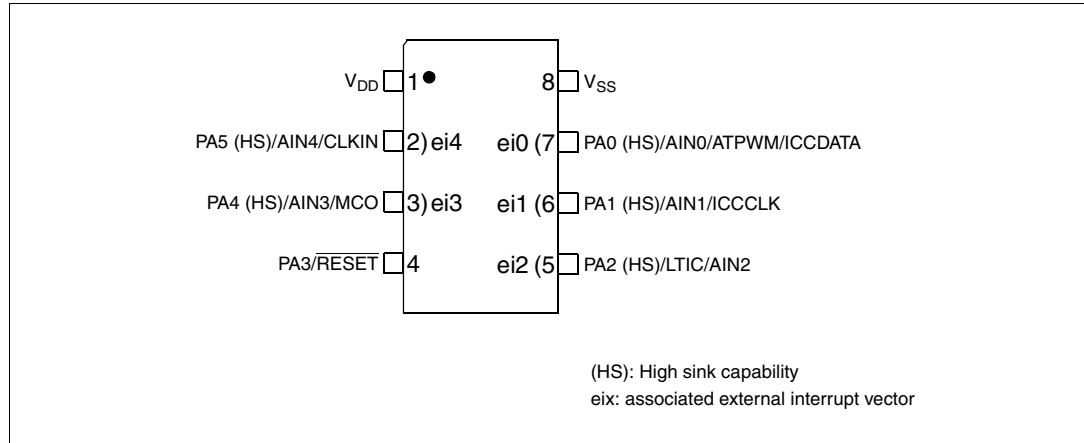 V_DD 1 8 V_SS
PA5 (HS)/AIN4/CLKIN 2) ei4 ei0 (7 PA0 (HS)/AIN0/ATPWM/ICCDATA
PA4 (HS)/AIN3/MCO 3) ei3 ei1 (6 PA1 (HS)/AIN1/ICCCLK
PA3/RESET 4 ei2 (5 PA2 (HS)/LTIC/AIN2
(HS): High sink capability
eix: associated external interrupt vector